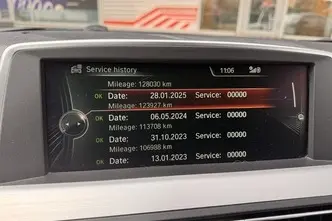 Service history
11:06
Mileage: 128030 km
OK Date: 28.01.2025 Service: 00000
Mileage: 123927 km
OK Date: 6.05.2024 Service: 00000
Mileage: 113708 km
OK Date: 31.10.2023 Service: 00000
Mileage: 106988 km
OK Date: 13.01.2023 Service: 00000